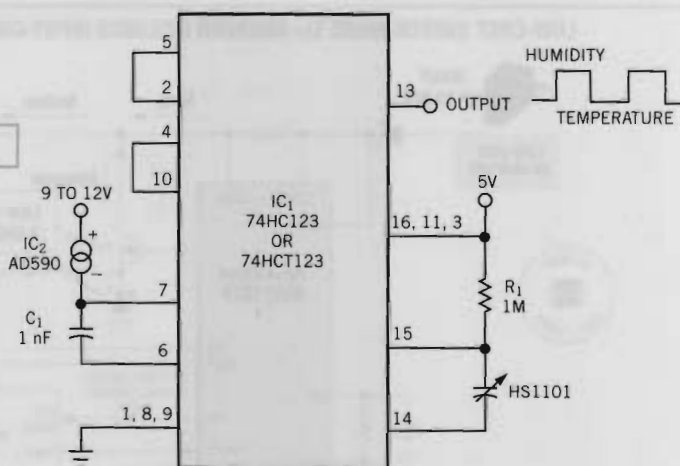 5
2
4
10
9 TO 12V
+
IC2
AD590
−
7
C1
1 nF
6
1, 8, 9
IC1
74HC123
OR
74HCT123
HUMIDITY
13
OUTPUT
TEMPERATURE
5V
16, 11, 3
R1
1M
15
HS1101
14